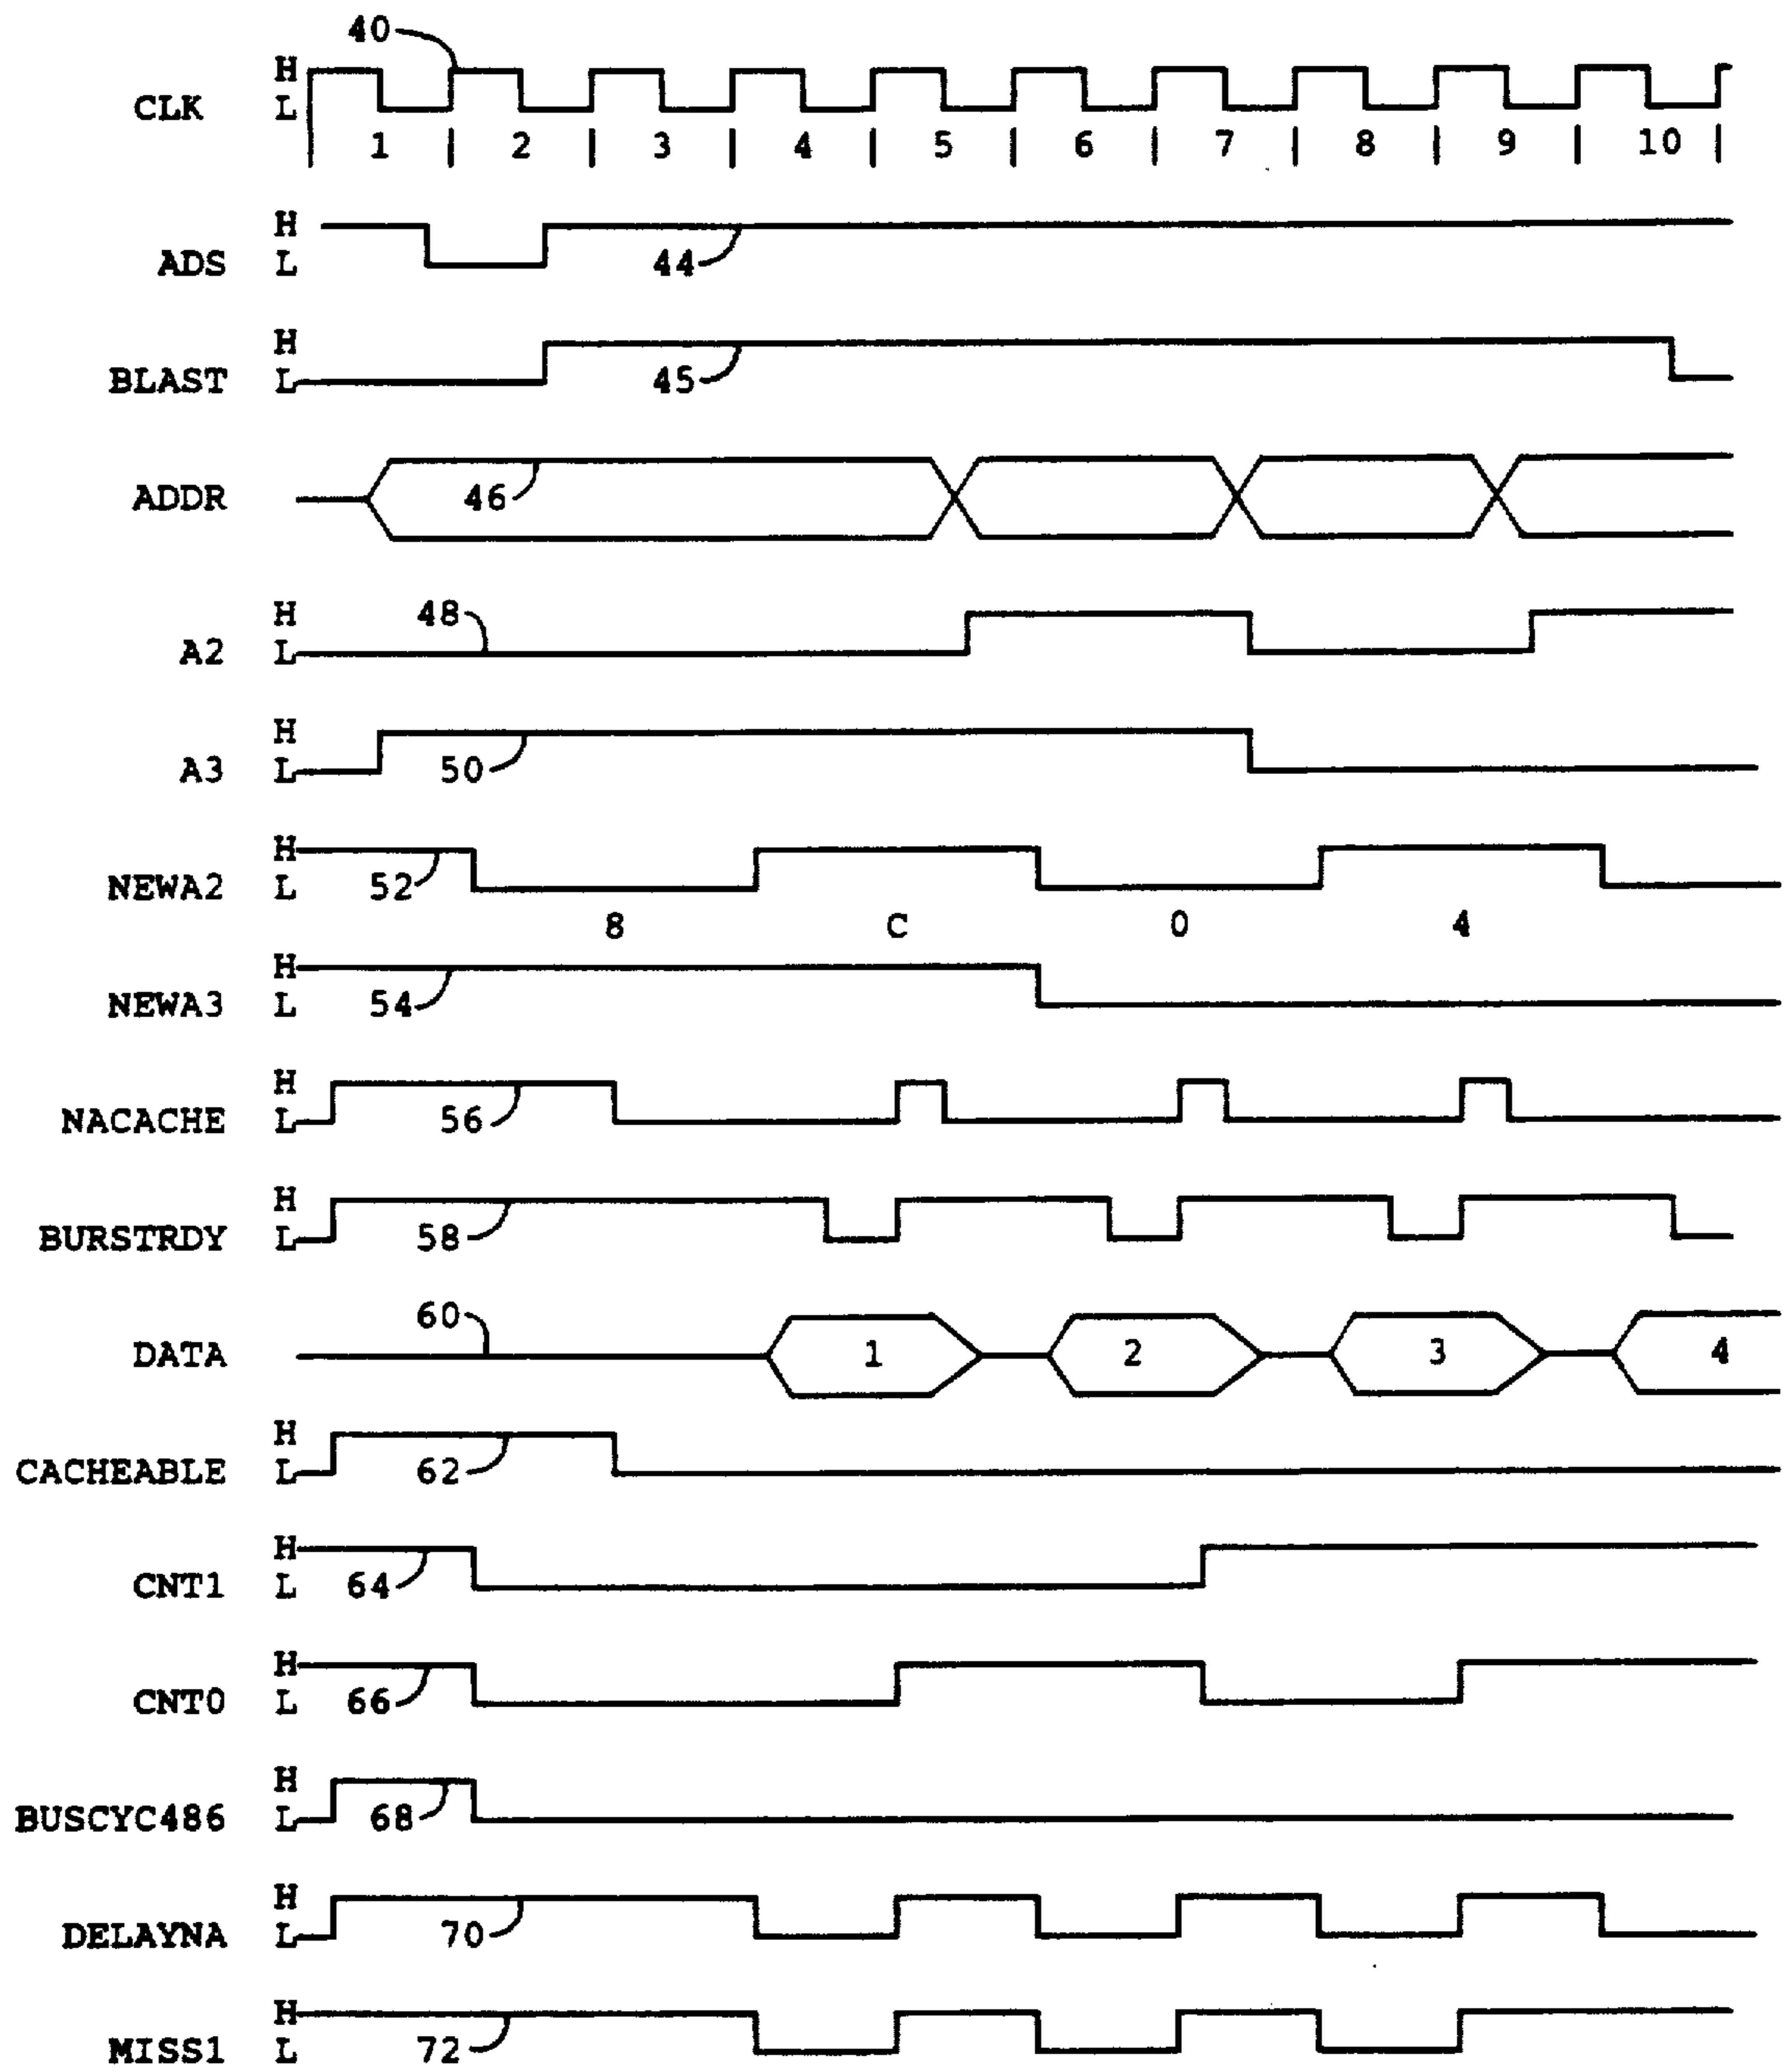 40
H
CLK L
1 | 2 | 3 | 4 | 5 | 6 | 7 | 8 | 9 | 10 |
H
ADS L 44
H
BLAST L 45
ADDR 46
H 48
A2 L
H
A3 L 50
H
NEWA2 L 52
8 C 0 4
H
NEWA3 L 54
H
NACACHE L 56
H
BURSTRDY L 58
60
DATA 1 2 3 4
H
CACHEABLE L 62
H
CNT1 L 64
H
CNT0 L 66
H
BUSCYC486 L 68
H
DELAYNA L 70
H
MISS1 L 72